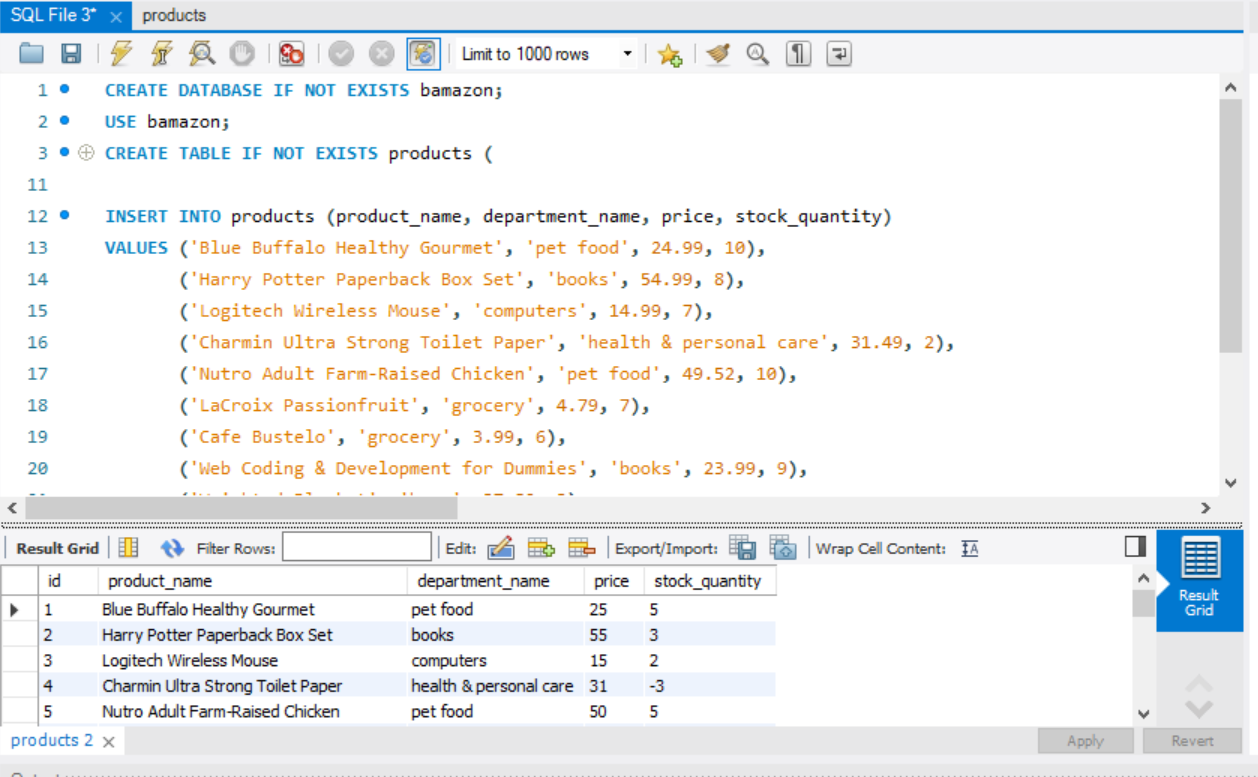 SQL File 3* × products
Limit to 1000 rows
1 CREATE DATABASE IF NOT EXISTS bamazon;
2 USE bamazon;
3 CREATE TABLE IF NOT EXISTS products (
11
12 INSERT INTO products (product_name, department_name, price, stock_quantity)
13 VALUES ('Blue Buffalo Healthy Gourmet', 'pet food', 24.99, 10),
14 ('Harry Potter Paperback Box Set', 'books', 54.99, 8),
15 ('Logitech Wireless Mouse', 'computers', 14.99, 7),
16 ('Charmin Ultra Strong Toilet Paper', 'health & personal care', 31.49, 2),
17 ('Nutro Adult Farm-Raised Chicken', 'pet food', 49.52, 10),
18 ('LaCroix Passionfruit', 'grocery', 4.79, 7),
19 ('Cafe Bustelo', 'grocery', 3.99, 6),
20 ('Web Coding & Development for Dummies', 'books', 23.99, 9),
Result Grid Filter Rows: Edit: Export/Import: Wrap Cell Content: IA
id product_name department_name price stock_quantity
1 Blue Buffalo Healthy Gourmet pet food 25 5
2 Harry Potter Paperback Box Set books 55 3
3 Logitech Wireless Mouse computers 15 2
4 Charmin Ultra Strong Toilet Paper health & personal care 31 -3
5 Nutro Adult Farm-Raised Chicken pet food 50 5
Result
Grid
products 2 × Apply Revert